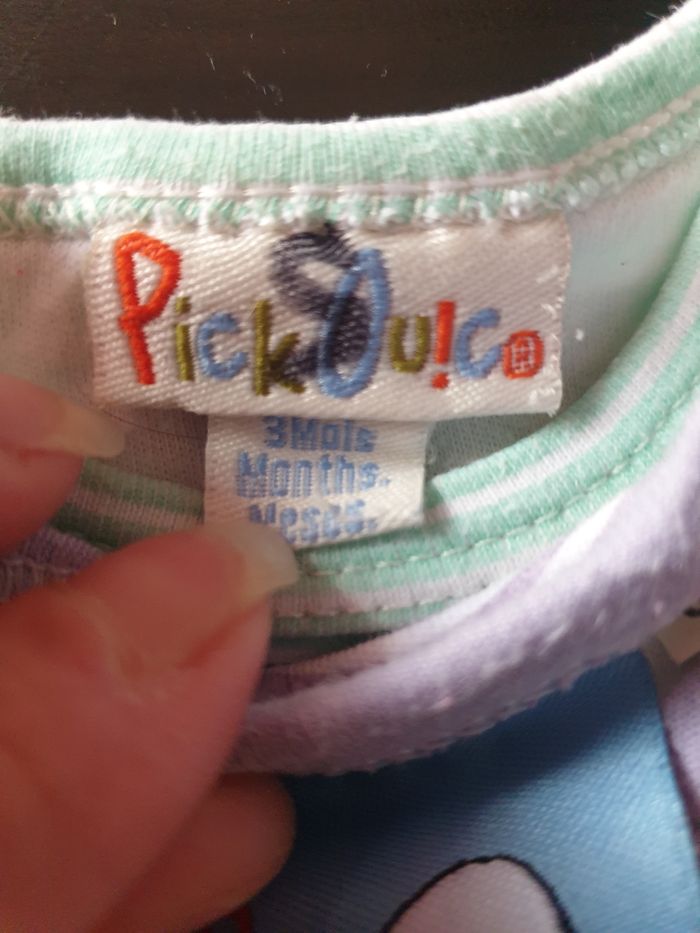 PickOu!c
3Mois
Months.
Meses.